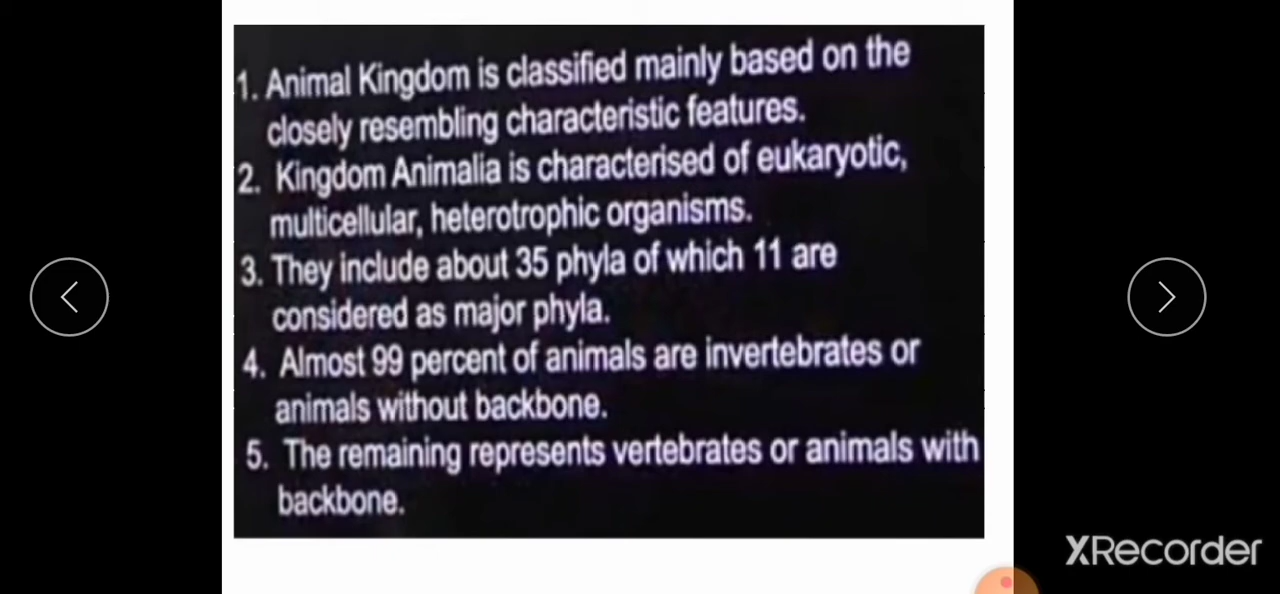 1. Animal Kingdom is classified mainly based on the
closely resembling characteristic features.
2. Kingdom Animalia is characterised of eukaryotic,
multicellular, heterotrophic organisms.
3. They include about 35 phyla of which 11 are
considered as major phyla.
4. Almost 99 percent of animals are invertebrates or
animals without backbone.
5. The remaining represents vertebrates or animals with
backbone.
XRecorder